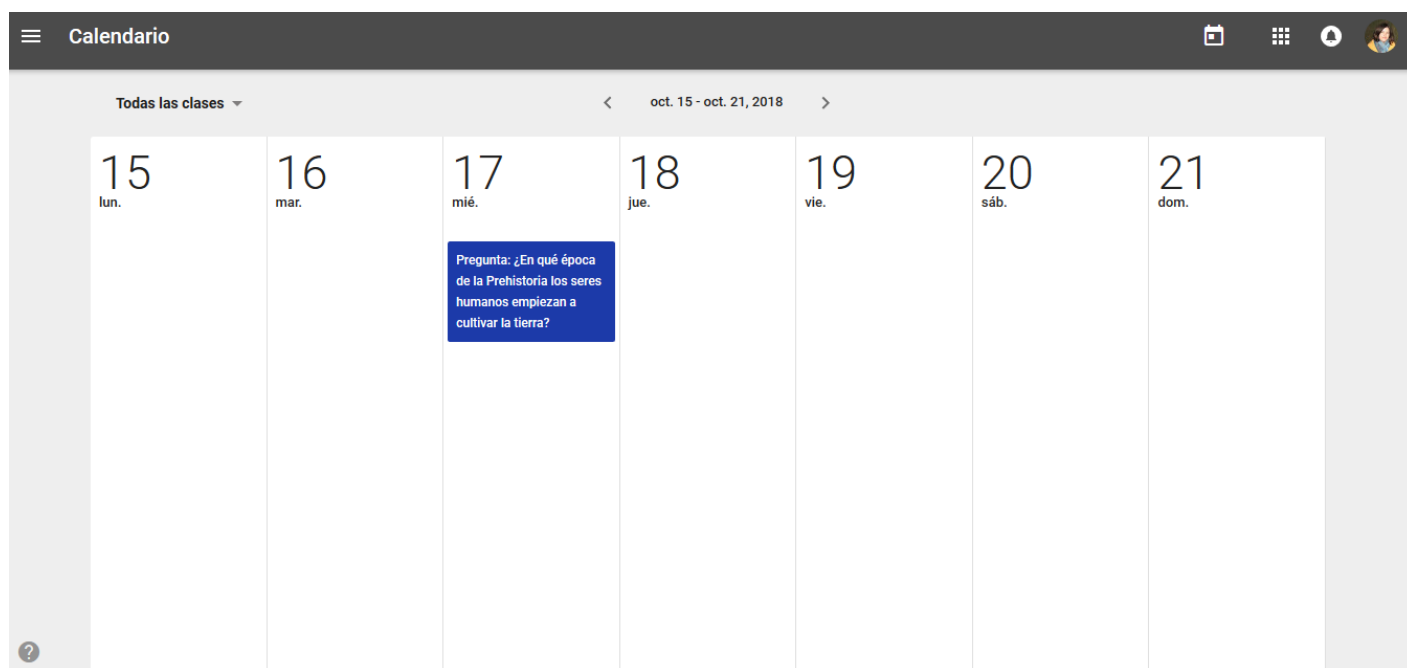 Calendario
Todas las clases
oct. 15 - oct. 21, 2018
15
lun.
16
mar.
17
mié.
18
jue.
19
vie.
20
sáb.
21
dom.
Pregunta: ¿En qué época
de la Prehistoria los seres
humanos empiezan a
cultivar la tierra?